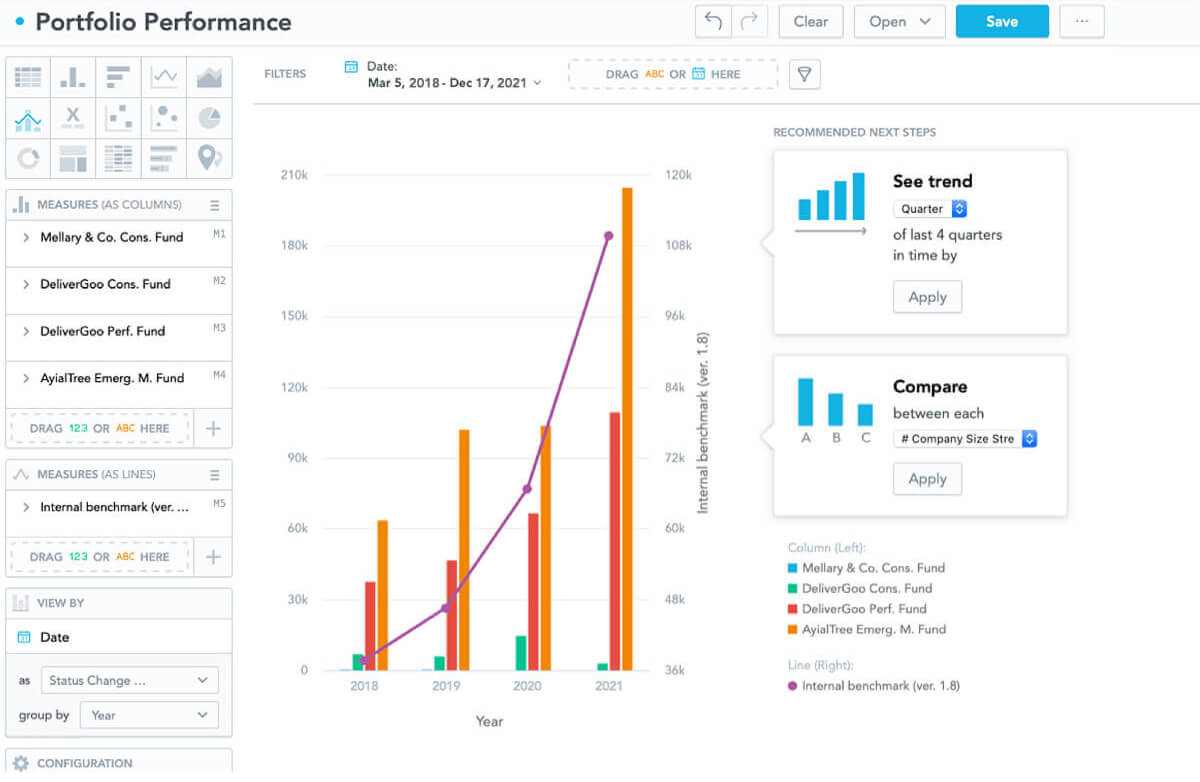 Portfolio Performance
Clear
Open
Save
...
FILTERS
Date:
Mar 5, 2018- Dec 17, 2021
DRAG ABC OR HERE
MEASURES (AS COLUMNS)
Mellary & Co. Cons. Fund M1
DeliverGoo Cons. Fund M2
DeliverGoo Perf. Fund M3
AyialTree Emerg. M. Fund M4
DRAG 123 OR ABC HERE
MEASURES (AS LINES)
Internal benchmark (ver. ... M5
DRAG 123 OR ABC HERE
VIEW BY
Date
as Status Change ...
group by Year
CONFIGURATION
210k
180k
150k
120k
90k
60k
30k
0
2018 2019 2020 2021
Year
120k
108k
96k
84k
72k
60k
48k
36k
Internal benchmark (ver. 1.8)
RECOMMENDED NEXT STEPS
See trend
Quarter
of last 4 quarters
in time by
Apply
A B C
Compare
between each
# Company Size Stre
Apply
Column (Left):
Mellary & Co. Cons. Fund
DeliverGoo Cons. Fund
DeliverGoo Perf. Fund
AyialTree Emerg. M. Fund
Line (Right):
Internal benchmark (ver. 1.8)